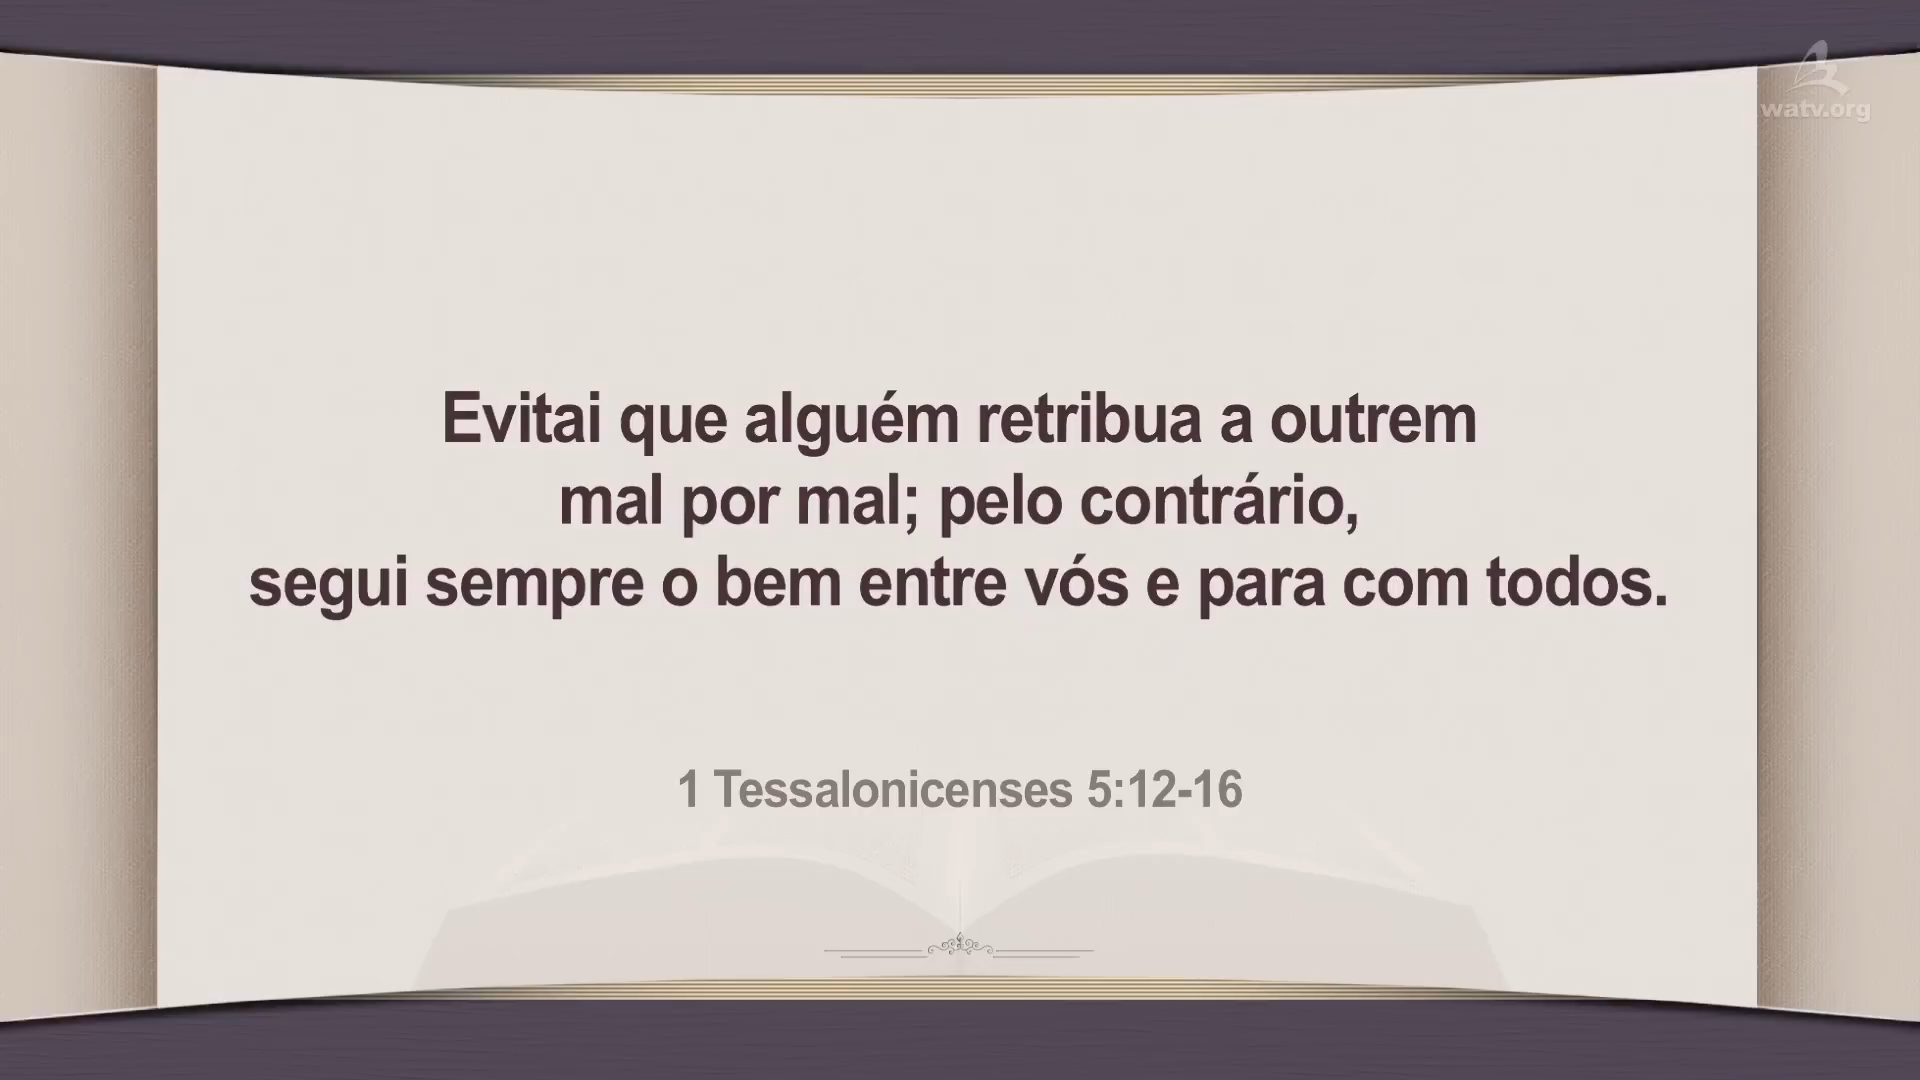 watv.org
Evitai que alguém retribua a outrem
mal por mal; pelo contrário,
segui sempre o bem entre vós e para com todos.
1 Tessalonicenses 5:12-16